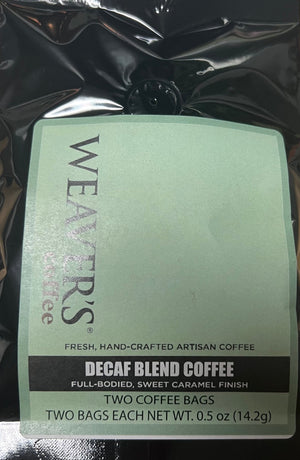 WEAVER'S®
coffee
FRESH, HAND-CRAFTED ARTISAN COFFEE
DECAF BLEND COFFEE
FULL-BODIED, SWEET CARAMEL FINISH
TWO COFFEE BAGS
TWO BAGS EACH NET WT. 0.5 oz (14.2g)